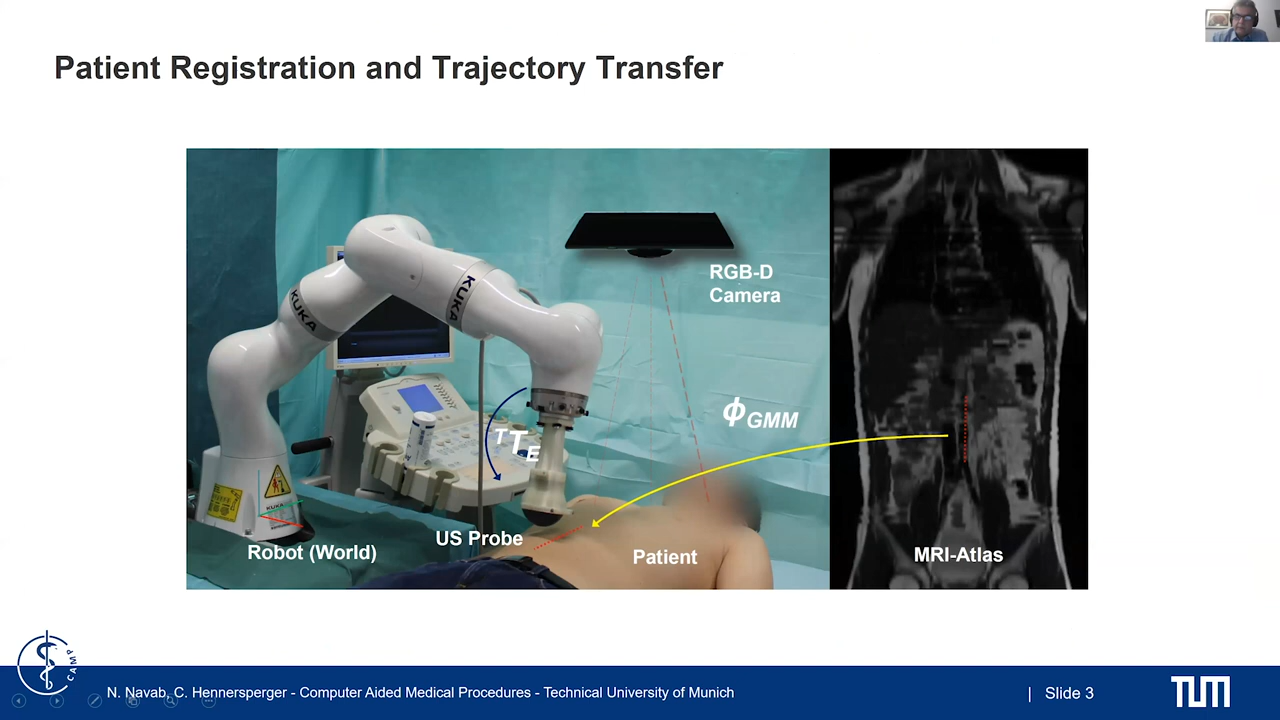 Patient Registration and Trajectory Transfer
RGB-D
Camera
KUKA
KUKA
ϕGMM
TTE
KUKA
US Probe
Robot (World)
Patient
MRI-Atlas
CAMP
N. Navab, C. Hennersperger - Computer Aided Medical Procedures - Technical University of Munich
| Slide 3
TUM